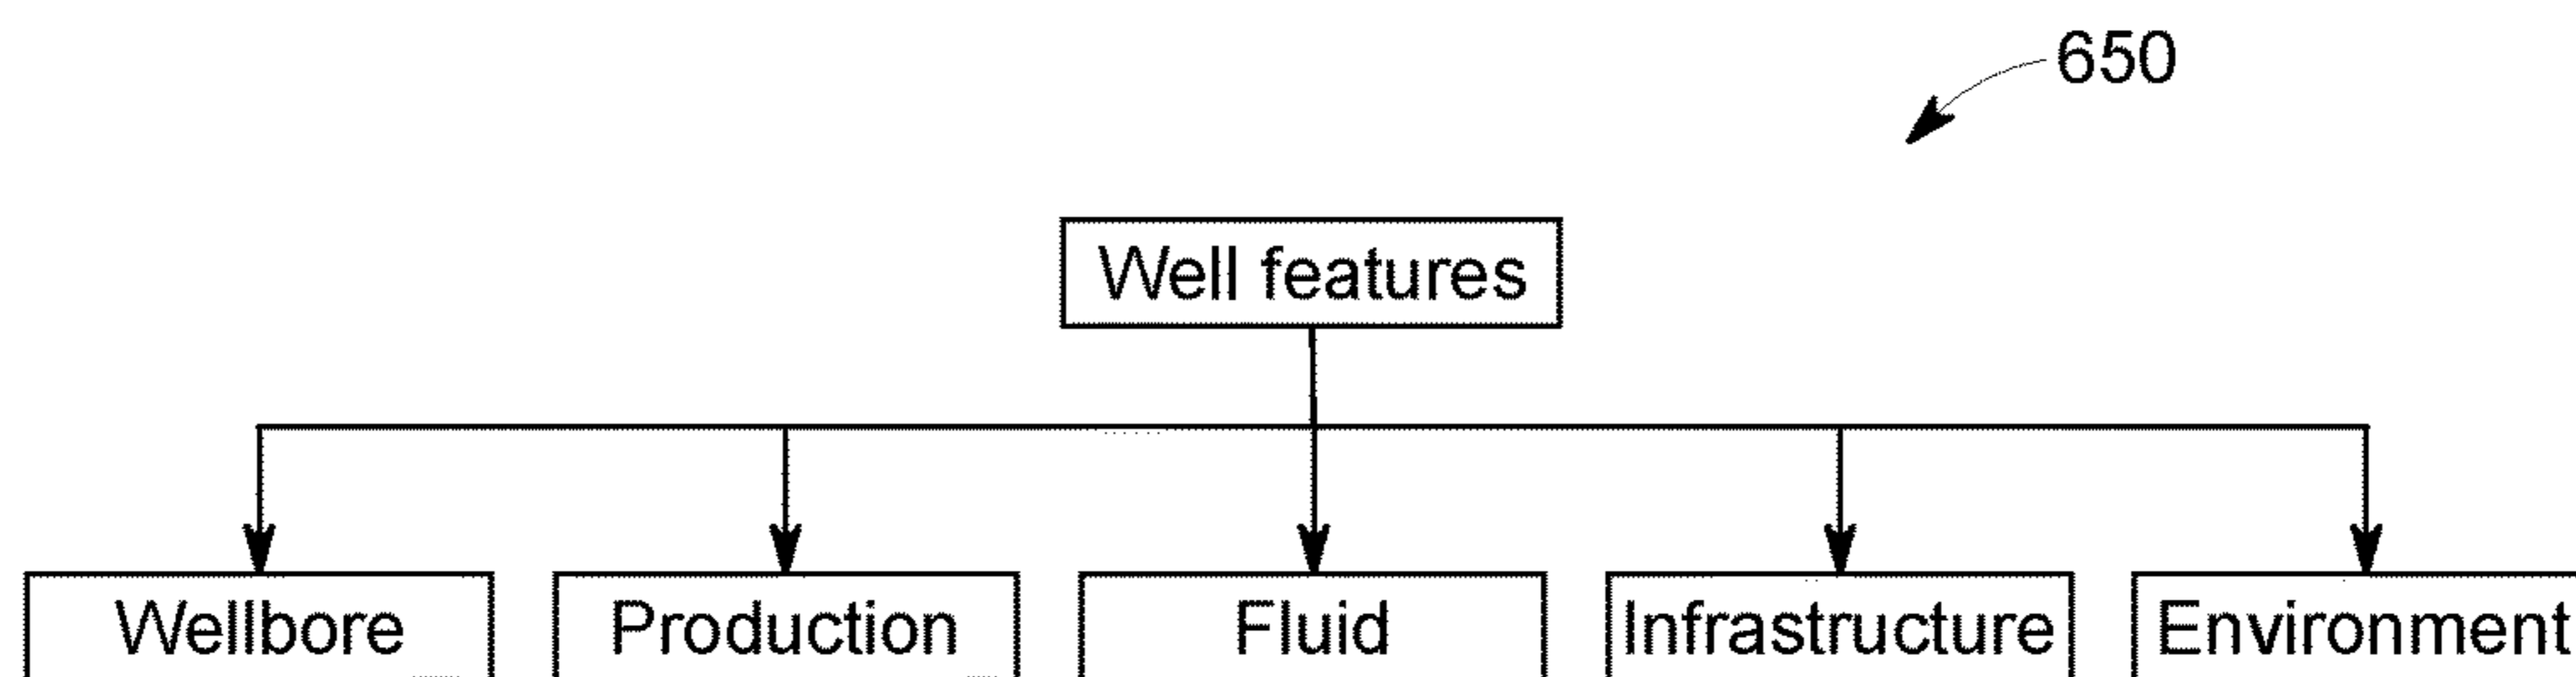 650
Well features
Wellbore
Production
Fluid
Infrastructure
Environment